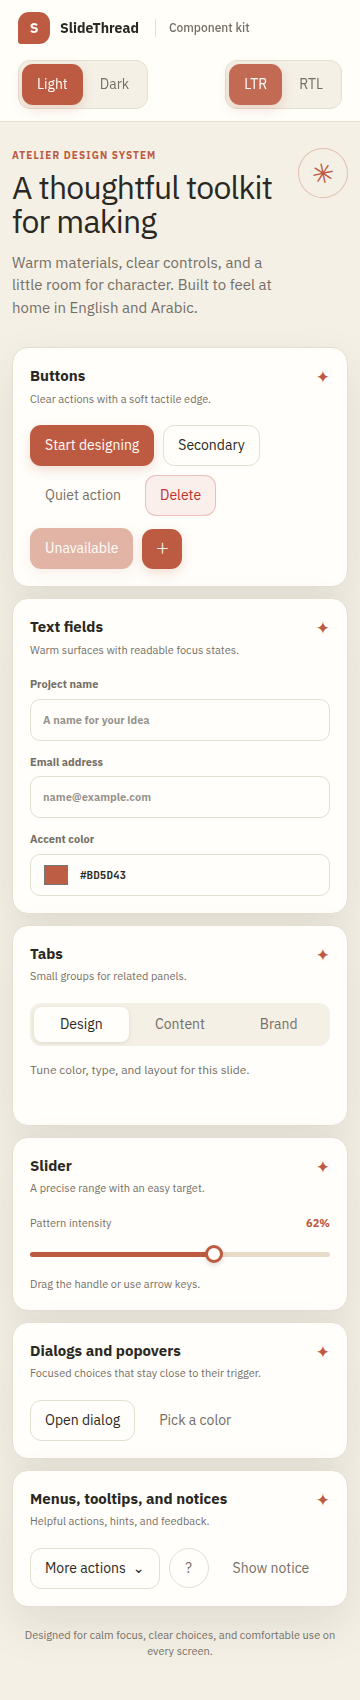 S SlideThread Component kit
Light Dark LTR RTL
ATELIER DESIGN SYSTEM
A thoughtful toolkit
for making
Warm materials, clear controls, and a
little room for character. Built to feel at
home in English and Arabic.
Buttons
Clear actions with a soft tactile edge.
Start designing Secondary
Quiet action Delete
Unavailable +
Text fields
Warm surfaces with readable focus states.
Project name
A name for your idea
Email address
name@example.com
Accent color
#BD5D43
Tabs
Small groups for related panels.
Design Content Brand
Tune color, type, and layout for this slide.
Slider
A precise range with an easy target.
Pattern intensity 62%
Drag the handle or use arrow keys.
Dialogs and popovers
Focused choices that stay close to their trigger.
Open dialog Pick a color
Menus, tooltips, and notices
Helpful actions, hints, and feedback.
More actions ? Show notice
Designed for calm focus, clear choices, and comfortable use on
every screen.